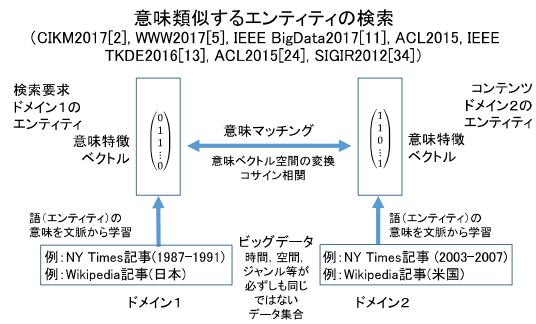 意味類似するエンティティの検索
(CIKM2017[2], WWW2017[5], IEEE BigData2017[11], ACL2015, IEEE
TKDE2016[13], ACL2015[24], SIGIR2012[34])
検索要求
ドメイン1の
エンティティ
意味特徴
ベクトル
0
1
1
⋮
0
意味マッチング
意味ベクトル空間の変換
コサイン相関
1
1
0
⋮
1
コンテンツ
ドメイン2の
エンティティ
意味特徴
ベクトル
語(エンティティ)の
意味を文脈から学習
例:NY Times記事(1987-1991)
例:Wikipedia記事(日本)
ドメイン1
ビッグデータ
時間,空間,
ジャンル等が
必ずしも同じ
ではない
データ集合
語(エンティティ)の
意味を文脈から学習
例:NY Times記事 (2003-2007)
例:Wikipedia記事(米国)
ドメイン2